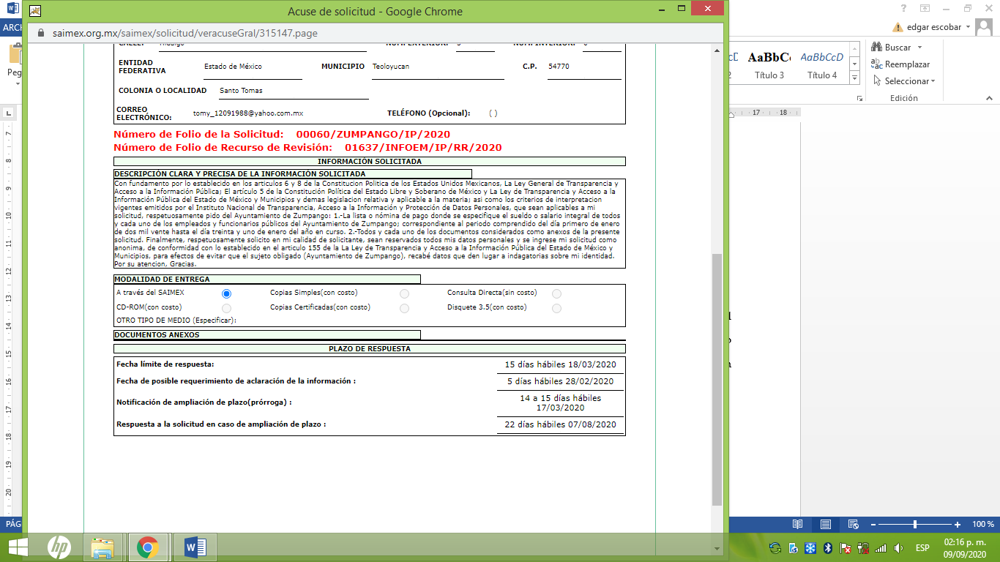 Acuse de solicitud - Google Chrome
saimex.org.mx/saimex/solicitud/veracuseGral/315147.page
ARCH
edgar escobar
Peg
AaBbC AaBbCcD
Título 3 Título 4
Buscar
Reemplazar
Seleccionar
Edición
17 18
ENTIDAD FEDERATIVA Estado de México MUNICIPIO Teoloyucan C.P. 54770
COLONIA O LOCALIDAD Santo Tomas
CORREO ELECTRÓNICO: tomy_12091988@yahoo.com.mx TELÉFONO (Opcional): ( )
Número de Folio de la Solicitud: 00060/ZUMPANGO/IP/2020
Número de Folio de Recurso de Revisión: 01637/INFOEM/IP/RR/2020
INFORMACIÓN SOLICITADA
DESCRIPCIÓN CLARA Y PRECISA DE LA INFORMACIÓN SOLICITADA
Con fundamento por lo establecido en los articulos 6 y 8 de la Constitucion Politica de los Estados Unidos Mexicanos, La Ley General de Transparencia y
Acceso a la Infomación Pública; El artículo 5 de la Constitución Política del Estado Libre y Soberano de México y La Ley de Transparencia y Acceso a la
Información Pública del Estado de México y Municipios y demas legislacion relativa y aplicable a la materia; asi como los criterios de interpretacion
vigentes emitidos por el Instituto Nacional de Transparencia, Acceso a la Información y Protección de Datos Personales, que sean aplicables a mi
solicitud, respetuosamente pido del Ayuntamiento de Zumpango: 1.-La lista o nómina de pago donde se especifique el sueldo o salario integral de todos
y cada uno de los empleados y funcionarios públicos del Ayuntamiento de Zumpango; correspondiente al periodo comprendido del día primero de enero
de dos mil vente hasta el día treinta y uno de enero del año en curso. 2.-Todos y cada uno de los documentos considerados como anexos de la presente
solicitud. Finalmente, respetuosamente solicito en mi calidad de solicitante, sean reservados todos mis datos personales y se ingrese mi solicitud como
anonima, de conformidad con lo establecido en el articulo 155 de la La Ley de Transparencia y Acceso a la Información Pública del Estado de México y
Municipios, para efectos de evitar que el sujeto obligado (Ayuntamiento de Zumpango), recabé datos que den lugar a indagatorias sobre mi identidad.
Por su atencion, Gracias.
MODALIDAD DE ENTREGA
A través del SAIMEX Copias Simples(con costo) Consulta Directa(sin costo)
CD-ROM(con costo) Copias Certificadas(con costo) Disquete 3.5(con costo)
OTRO TIPO DE MEDIO (Especificar):
DOCUMENTOS ANEXOS
PLAZO DE RESPUESTA
Fecha límite de respuesta: 15 días hábiles 18/03/2020
Fecha de posible requerimiento de aclaración de la información : 5 días hábiles 28/02/2020
Notificación de ampliación de plazo(prórroga) : 14 a 15 días hábiles
17/03/2020
Respuesta a la solicitud en caso de ampliación de plazo : 22 días hábiles 07/08/2020
PÁG
100 %
ESP
02:16 p. m.
09/09/2020